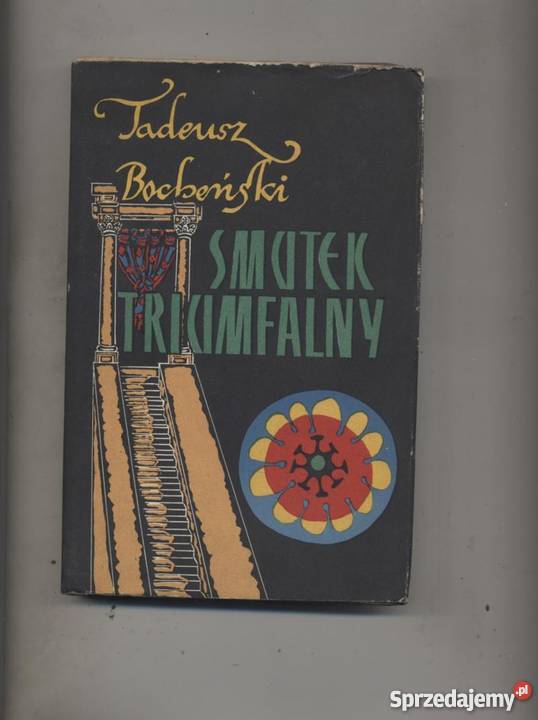 Tadeusz
Bocheński
SMUTEK
TRIUMFALNY
Sprzedajemy.pl